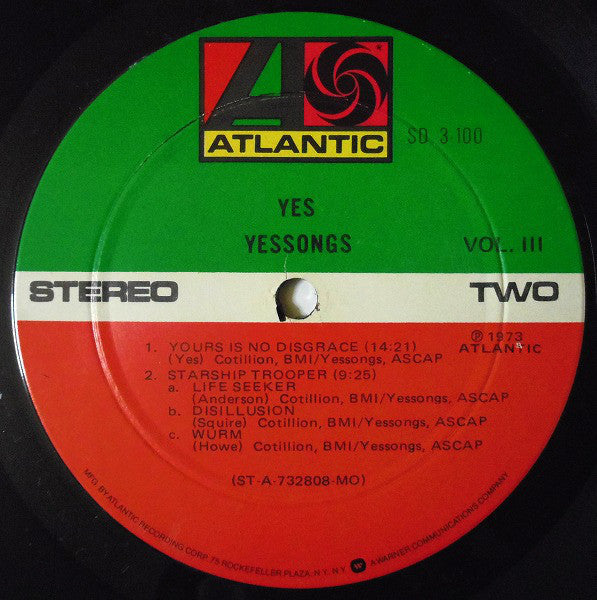 A
ATLANTIC
SD 3 100
YES
YESSONGS
VOL. III
STEREO
TWO
℗ 1973
ATLANTIC
1. YOURS IS NO DISGRACE (14:21)
(Yes) Cotillion, BMI/Yessongs, ASCAP
2. STARSHIP TROOPER (9:25)
a. LIFE SEEKER
(Anderson) Cotillion, BMI/Yessongs, ASCAP
b. DISILLUSION
(Squire) Cotillion, BMI/Yessongs, ASCAP
c. WURM
(Howe) Cotillion, BMI/Yessongs, ASCAP
(ST-A-732808-MO)
MFG. BY ATLANTIC RECORDING CORP. 75 ROCKEFELLER PLAZA, N.Y. N.Y. W A WARNER COMMUNICATIONS COMPANY